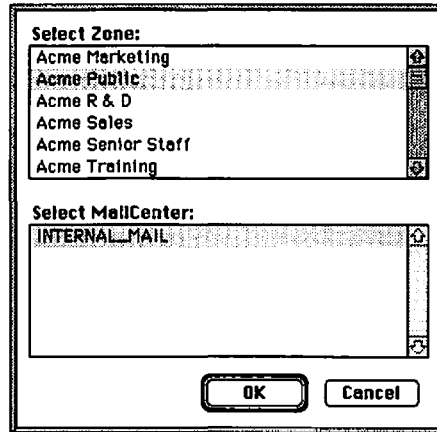 Select Zone:
Acme Marketing
Acme Public
Acme R & D
Acme Sales
Acme Senior Staff
Acme Training
Select MailCenter:
INTERNAL_MAIL
OK
Cancel